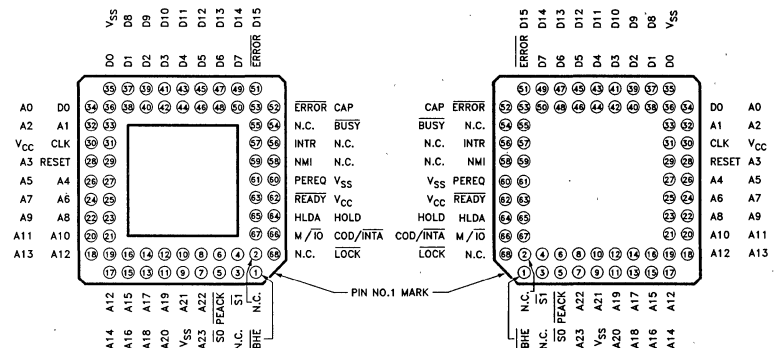 VSS D8 D9 D10 D11 D12 D13 D14 D15 D15 D14 D13 D12 D11 D10 D9 D8 VSS
D0 D1 D2 D3 D4 D5 D6 D7 ERROR ERROR D7 D6 D5 D4 D3 D2 D1 D0
35 37 39 41 43 45 47 49 51 51 49 47 45 43 41 39 37 35
A0 D0 34 36 38 40 42 44 46 48 50 53 52 ERROR CAP CAP ERROR 52 53 50 48 46 44 42 40 38 36 34 D0 A0
A2 A1 32 33 55 54 N.C. BUSY BUSY N.C. 54 55 33 32 A1 A2
VCC CLK 30 31 57 56 INTR N.C. N.C. INTR 56 57 31 30 CLK VCC
A3 RESET 28 29 59 58 NMI N.C. N.C. NMI 58 59 29 28 RESET A3
A5 A4 26 27 61 60 PEREQ VSS VSS PEREQ 60 61 27 26 A4 A5
A7 A6 24 25 63 62 READY VCC VCC READY 62 63 25 24 A6 A7
A9 A8 22 23 65 64 HLDA HOLD HOLD HLDA 64 65 23 22 A8 A9
A11 A10 20 21 67 66 M/IO COD/INTA COD/INTA M/IO 66 67 21 20 A10 A11
A13 A12 18 19 16 14 12 10 8 6 4 2 68 N.C. LOCK LOCK N.C. 68 2 4 6 8 10 12 14 16 19 18 A12 A13
17 15 13 11 9 7 5 3 1 1 3 5 7 9 11 13 15 17
PIN NO.1 MARK
A12 A15 A17 A19 A21 A22 PEACK S1 N.C. N.C. S1 PEACK A22 A21 A19 A17 A15 A12
A14 A16 A18 A20 VSS A23 S0 N.C. BHE BHE N.C. S0 A23 VSS A20 A18 A16 A14